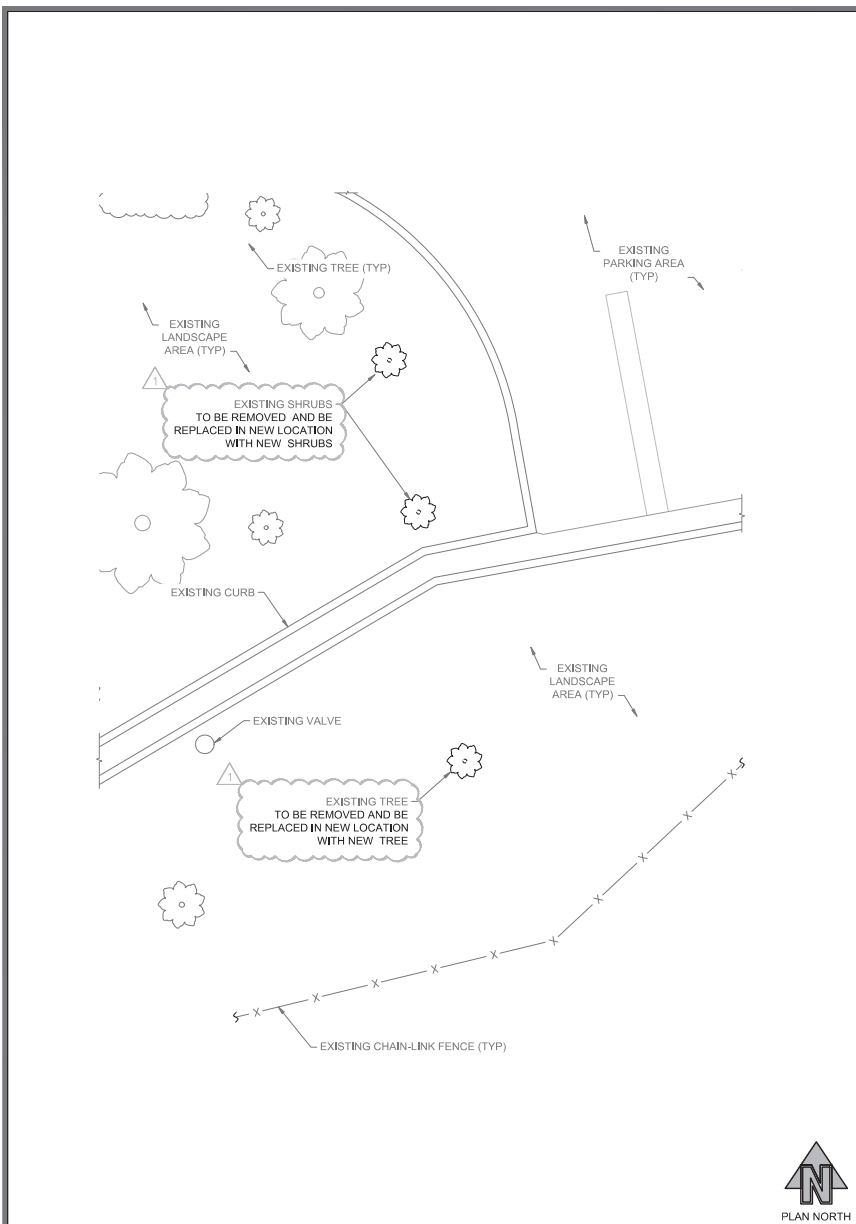 EXISTING TREE (TYP)
EXISTING
PARKING AREA
(TYP)
EXISTING
LANDSCAPE
AREA (TYP)
1
EXISTING SHRUBS
TO BE REMOVED AND BE
REPLACED IN NEW LOCATION
WITH NEW SHRUBS
EXISTING CURB
EXISTING
LANDSCAPE
AREA (TYP)
EXISTING VALVE
1
EXISTING TREE
TO BE REMOVED AND BE
REPLACED IN NEW LOCATION
WITH NEW TREE
X X X X X X X X X X
EXISTING CHAIN-LINK FENCE (TYP)
N
PLAN NORTH